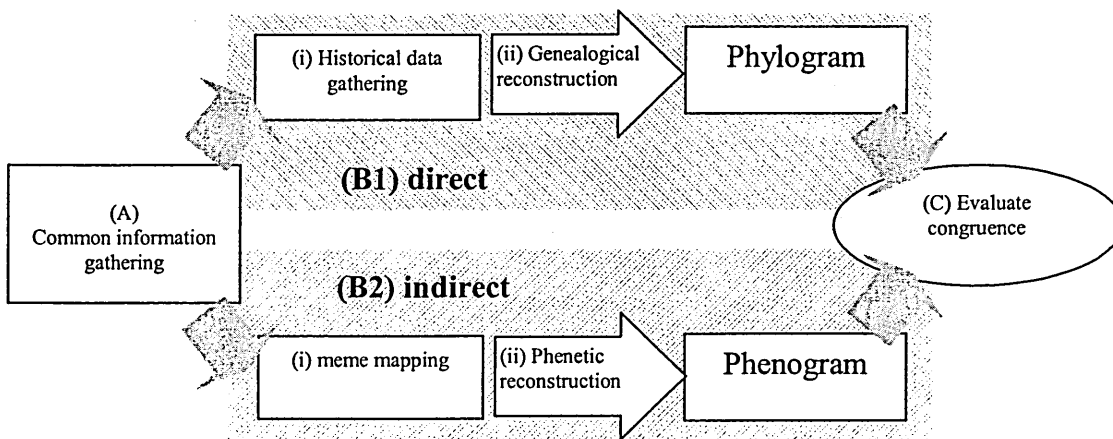 (i) Historical data
gathering
(ii) Genealogical
reconstruction
Phylogram
(B1) direct
(A)
Common information
gathering
(C) Evaluate
congruence
(B2) indirect
(i) meme mapping
(ii) Phenetic
reconstruction
Phenogram